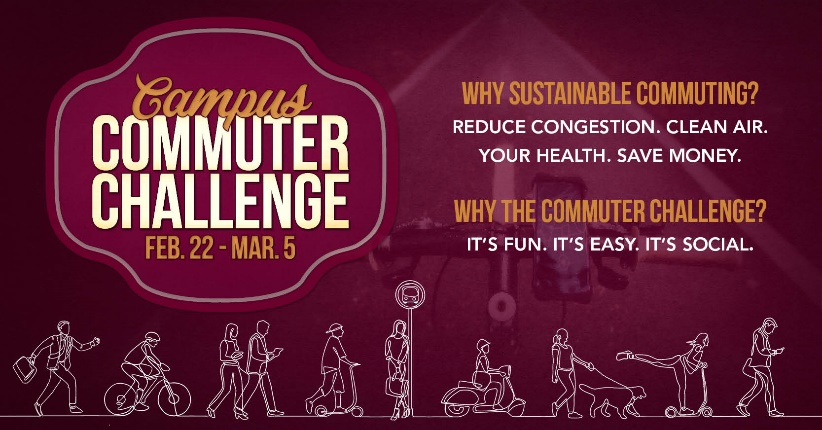 Campus
COMMUTER
CHALLENGE
FEB. 22 - MAR. 5
WHY SUSTAINABLE COMMUTING?
REDUCE CONGESTION. CLEAN AIR.
YOUR HEALTH. SAVE MONEY.
WHY THE COMMUTER CHALLENGE?
IT'S FUN. IT'S EASY. IT'S SOCIAL.